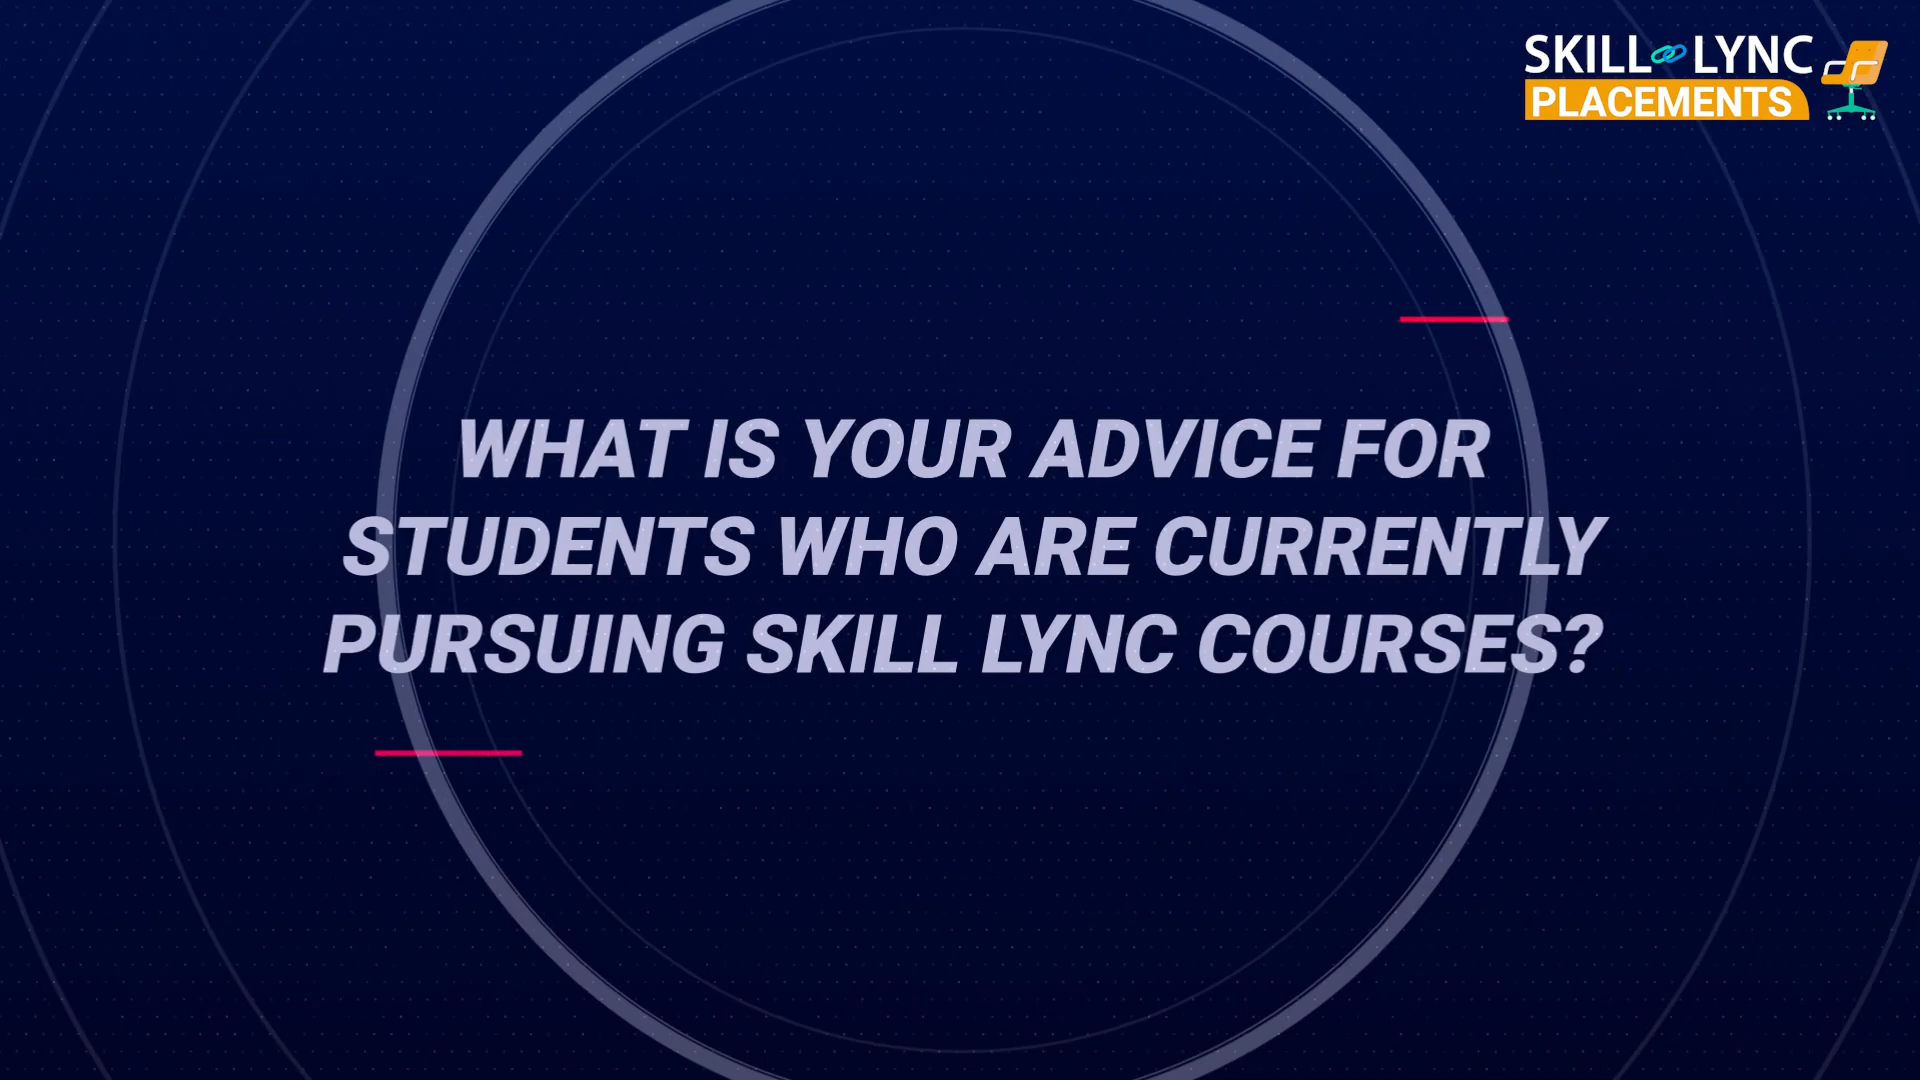 SKILL LYNC
PLACEMENTS
WHAT IS YOUR ADVICE FOR
STUDENTS WHO ARE CURRENTLY
PURSUING SKILL LYNC COURSES?